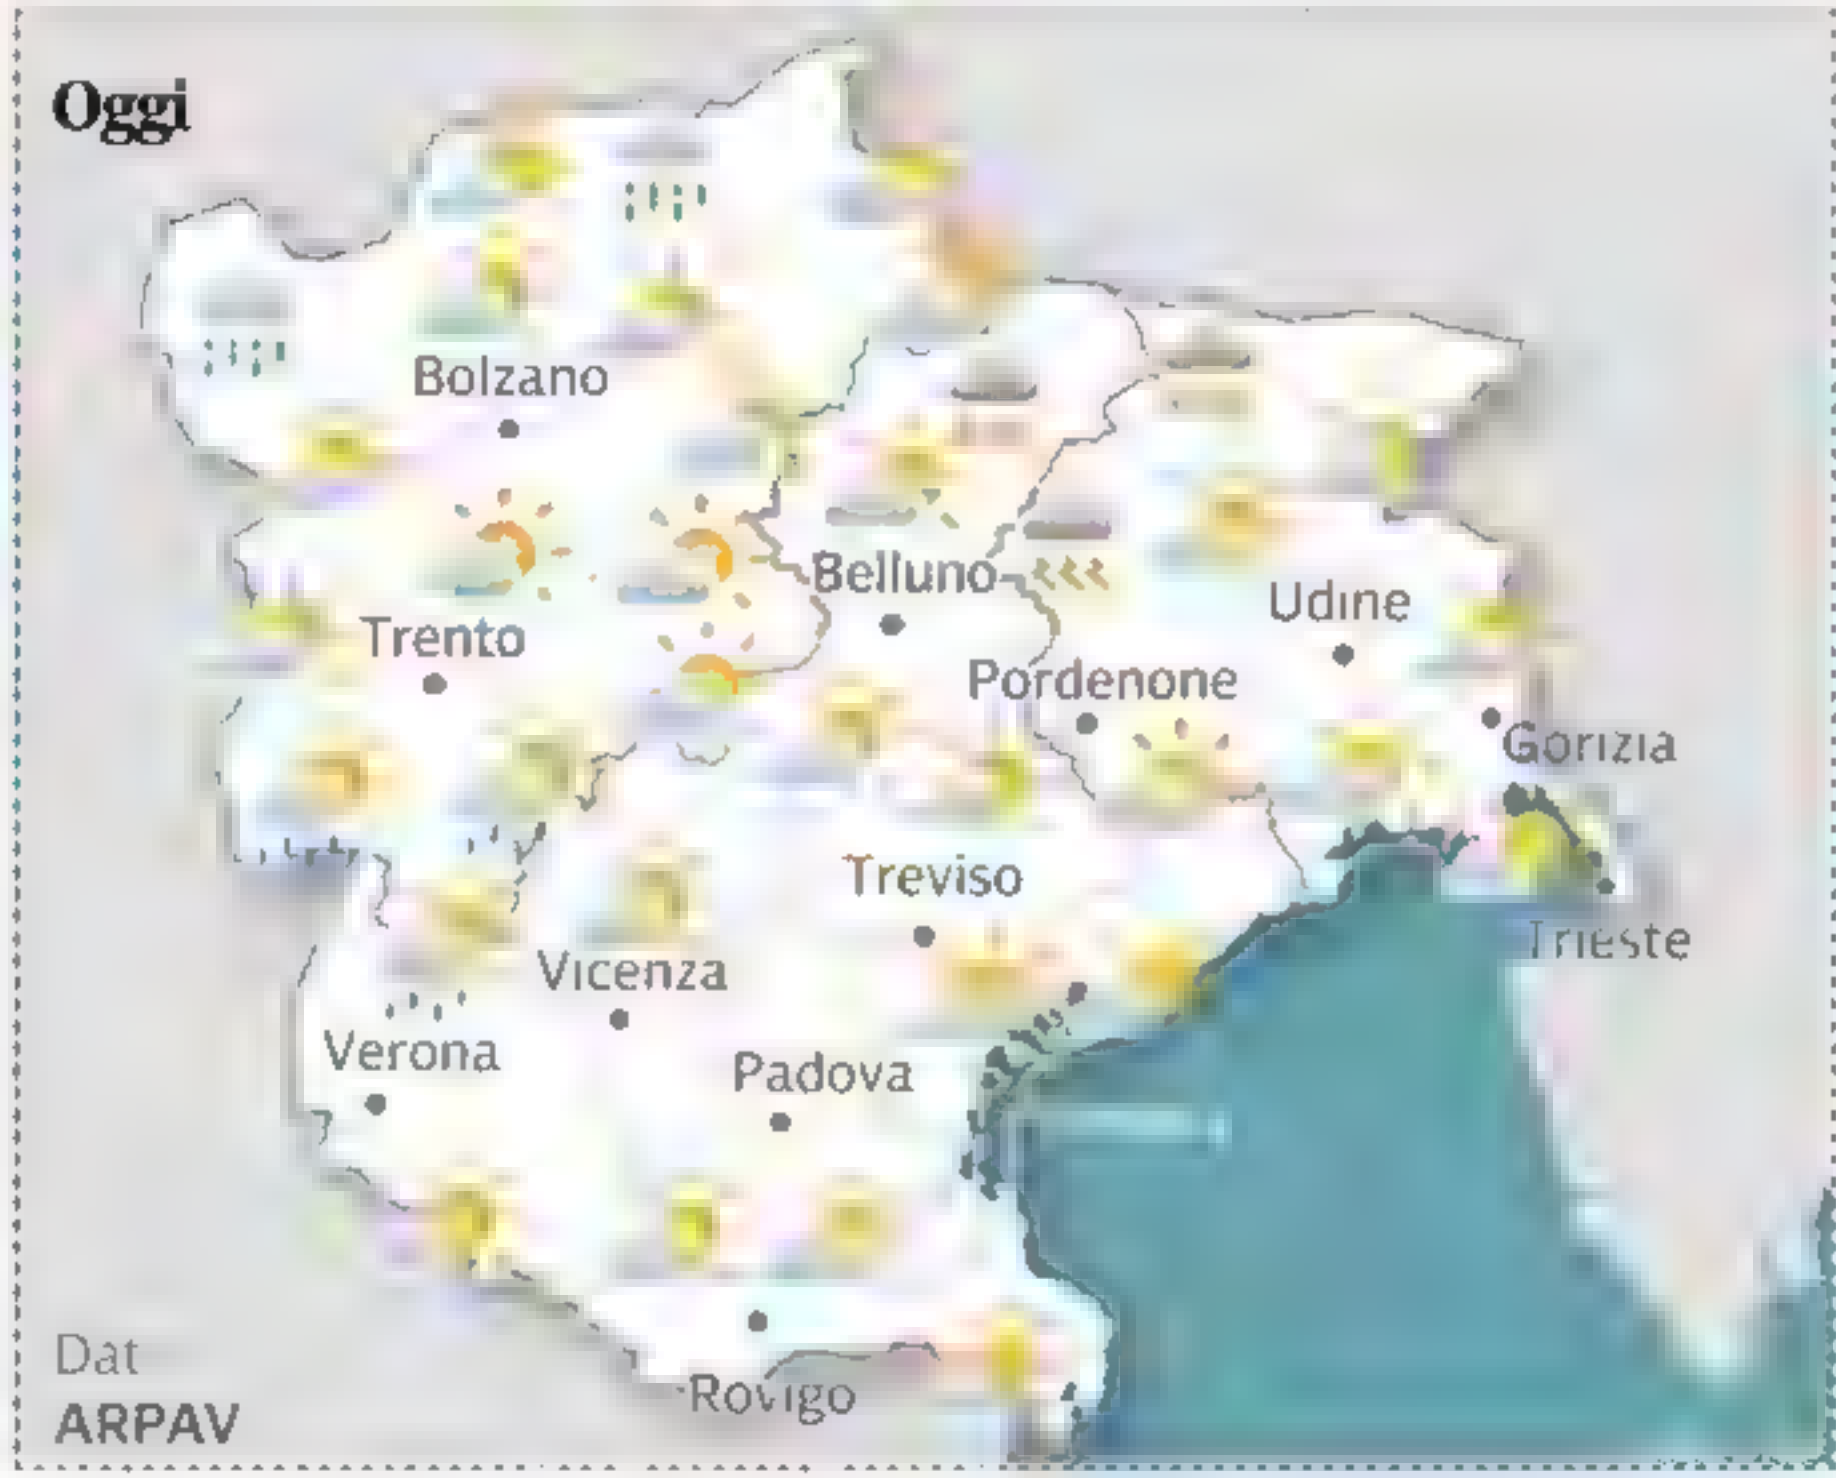 Oggi
Bolzano
Trento
Belluno
Udine
Pordenone
Gorizia
Treviso
Trieste
Vicenza
Verona
Padova
Rovigo
Dat
ARPAV